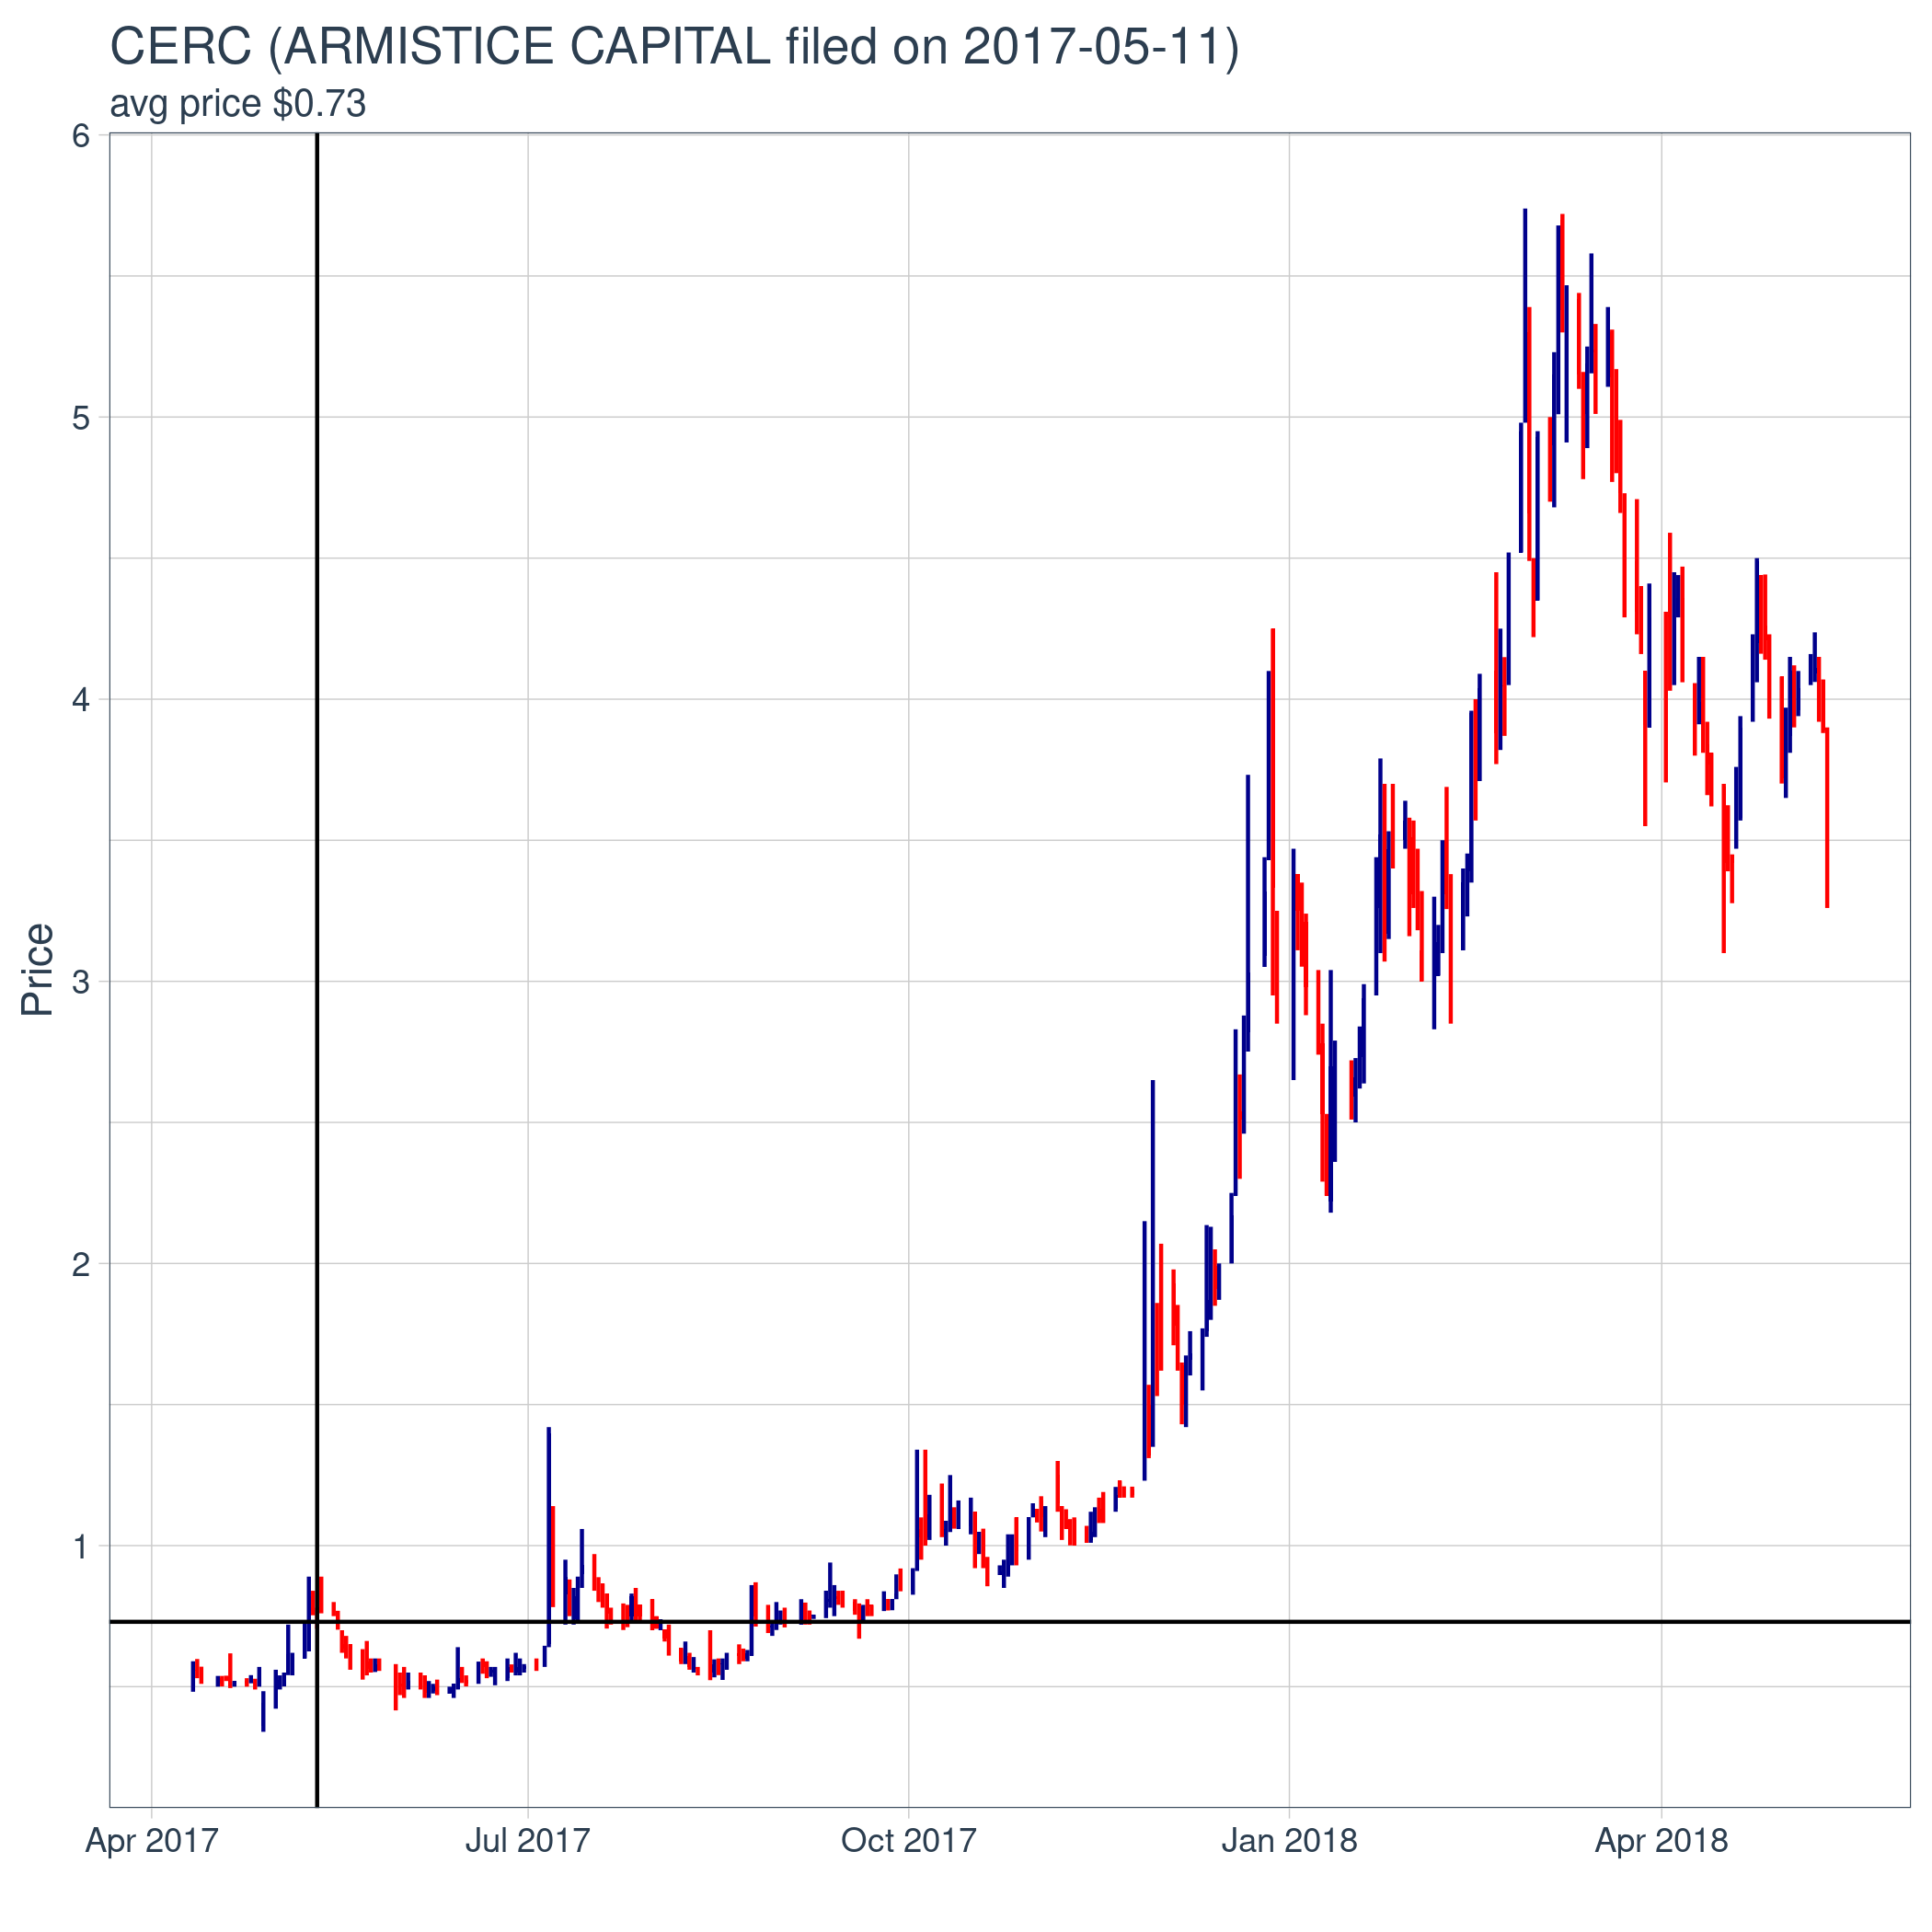 CERC (ARMISTICE CAPITAL filed on 2017-05-11)
avg price $0.73
6
5
4
3
2
1
Price
Apr 2017
Jul 2017
Oct 2017
Jan 2018
Apr 2018